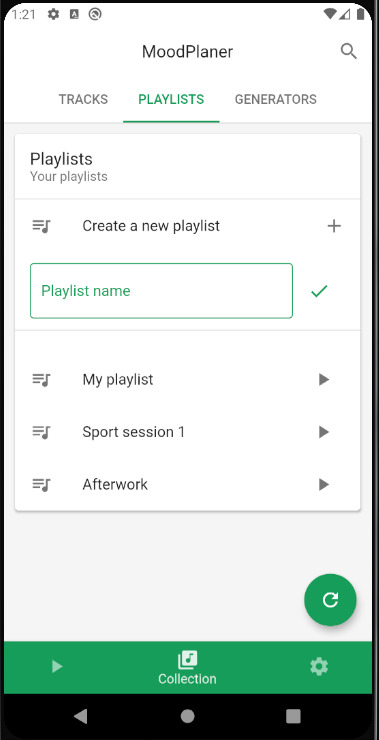 1:21
MoodPlaner
TRACKS PLAYLISTS GENERATORS
Playlists
Your playlists
Create a new playlist
Playlist name
My playlist
Sport session 1
Afterwork
Collection